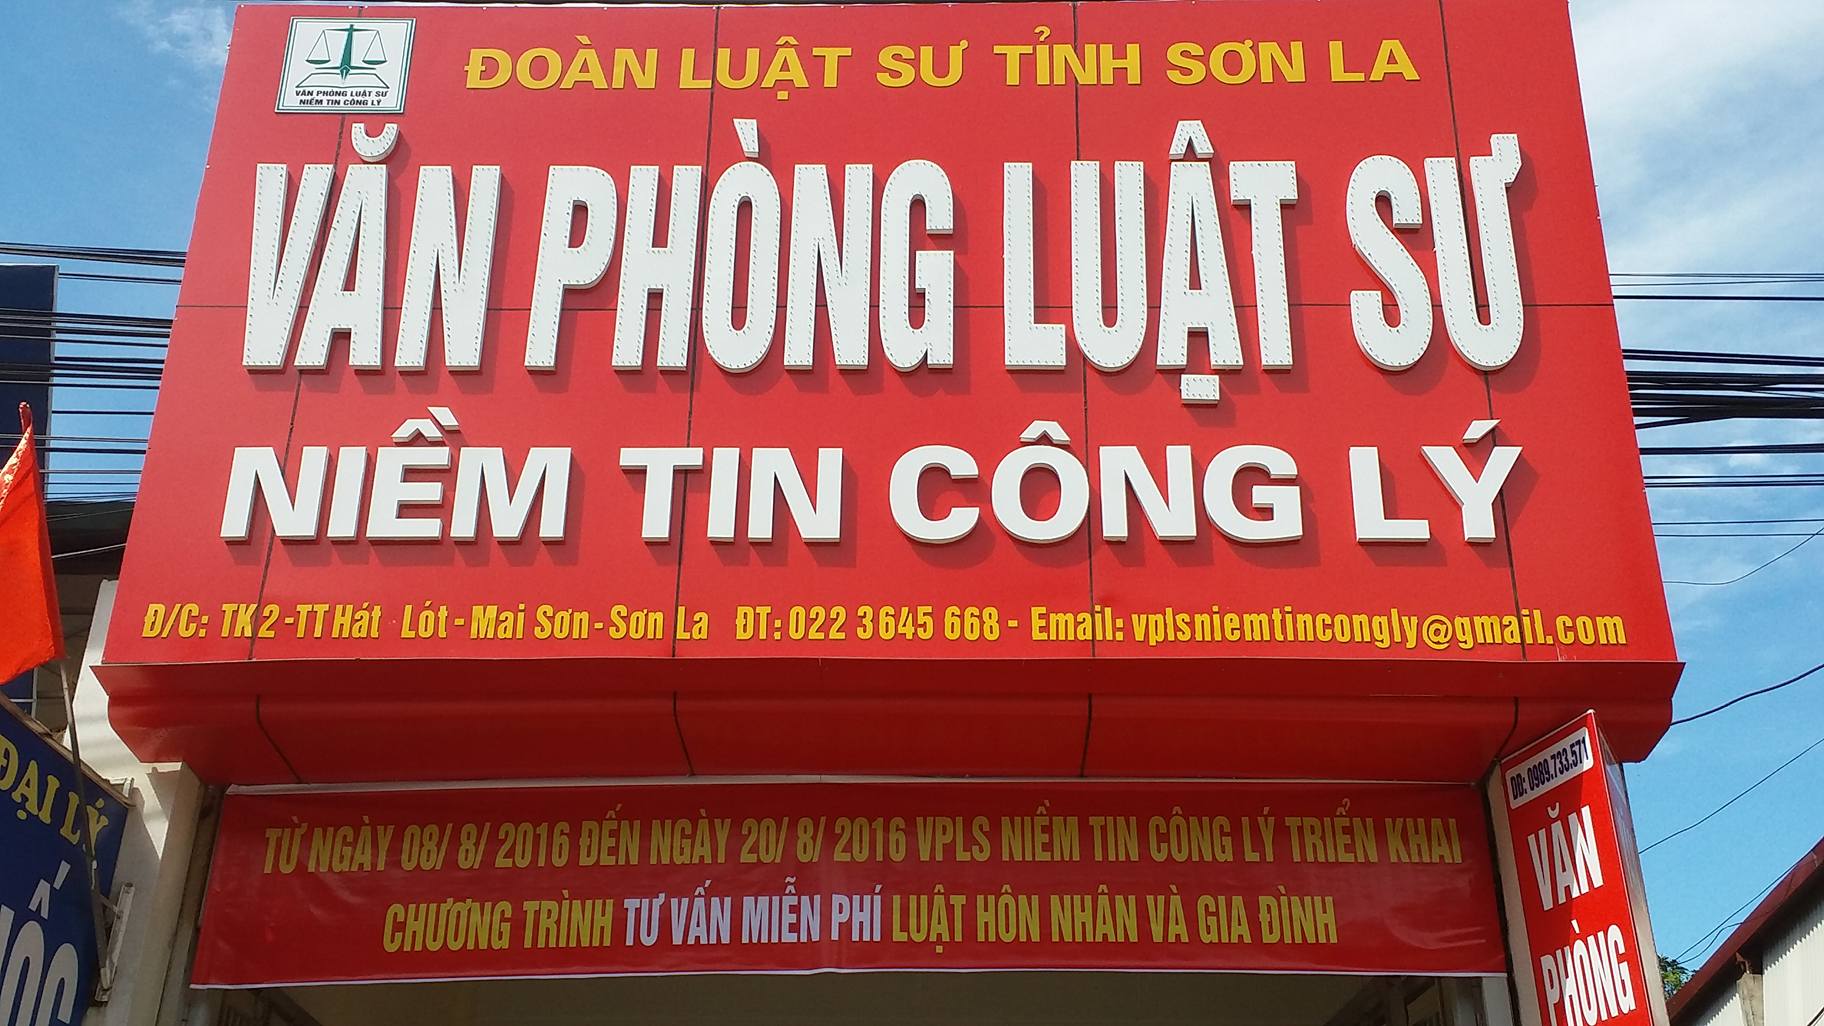 VĂN PHÒNG LUẬT SƯ
NIỀM TIN CÔNG LÝ
ĐOÀN LUẬT SƯ TỈNH SƠN LA
VĂN PHÒNG LUẬT SƯ
NIỀM TIN CÔNG LÝ
Đ/C: TK 2 - TT Hát Lót - Mai Sơn - Sơn La ĐT: 022 3645 668 - Email: vplsniemtincongly@gmail.com
TỪ NGÀY 08/ 8/ 2016 ĐẾN NGÀY 20/ 8/ 2016 VPLS NIỀM TIN CÔNG LÝ TRIỂN KHAI
CHƯƠNG TRÌNH TƯ VẤN MIỄN PHÍ LUẬT HÔN NHÂN VÀ GIA ĐÌNH
DĐ: 0989.733.571
VĂN
PHÒNG
ĐẠI LÝ